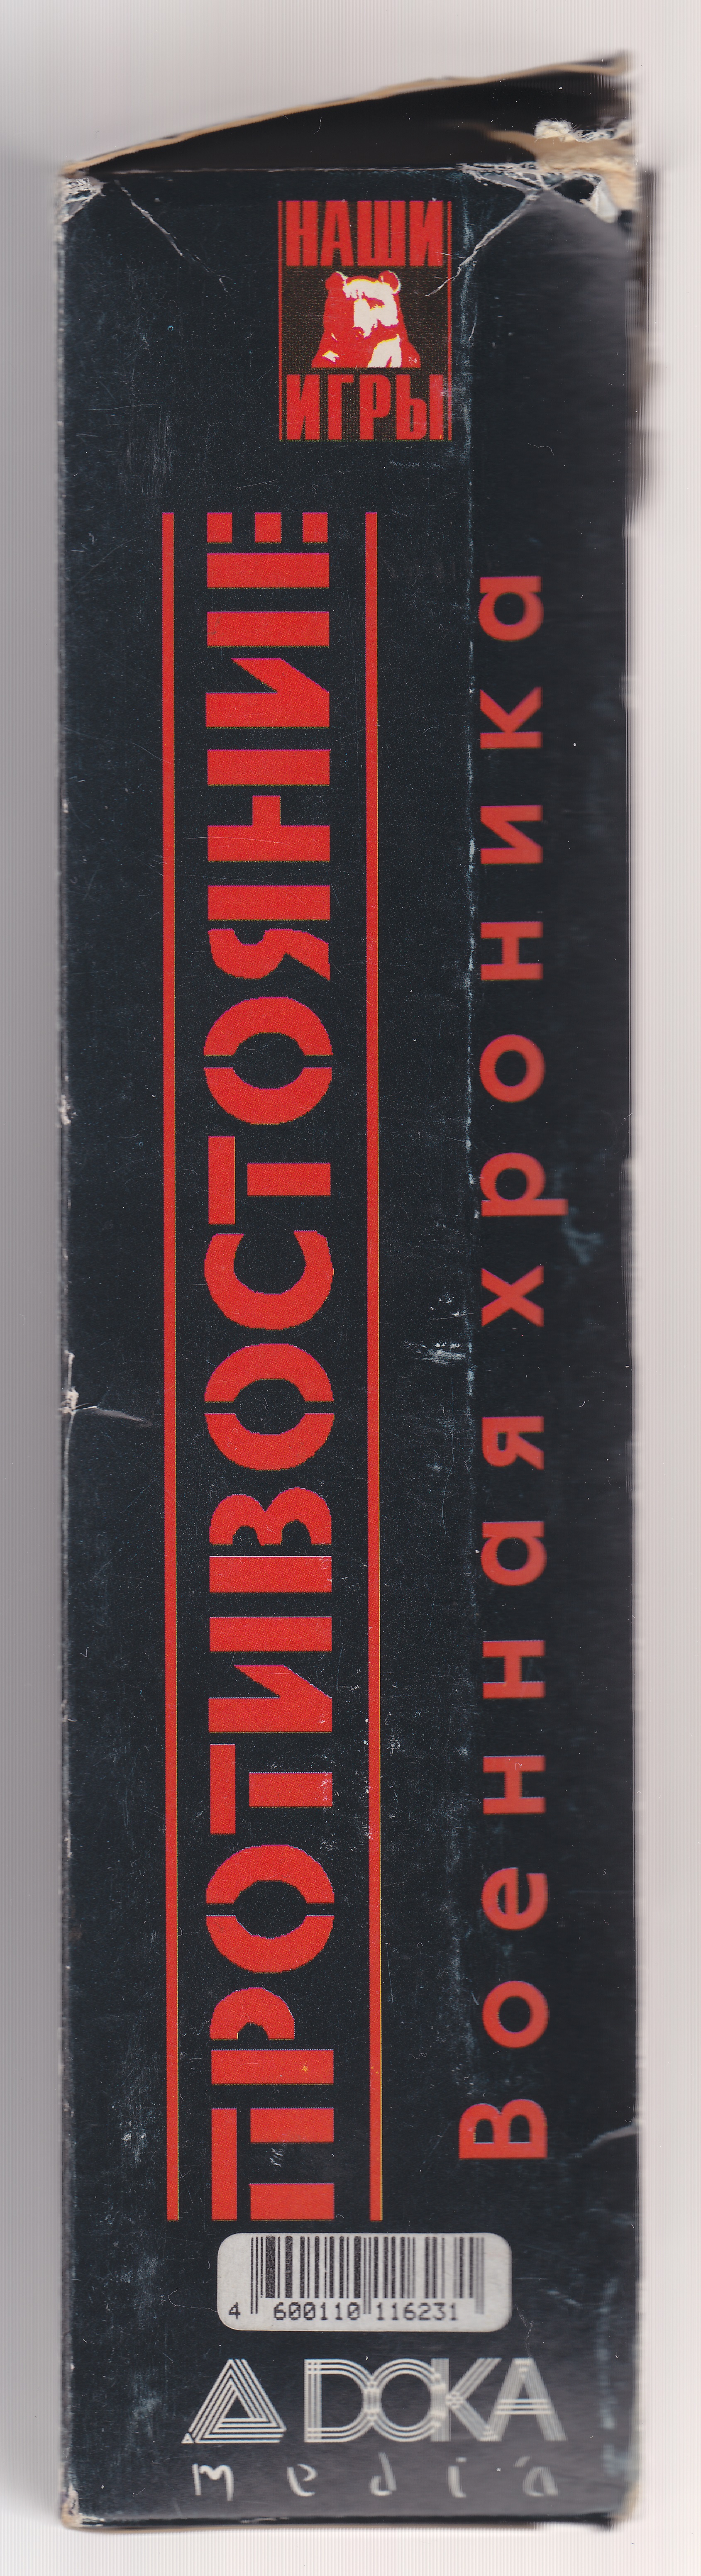 НАШИ
ИГРЫ
ПРОТИВОСТОЯНИЕ
Военная хроника
4 600110 116231
DOKA
media